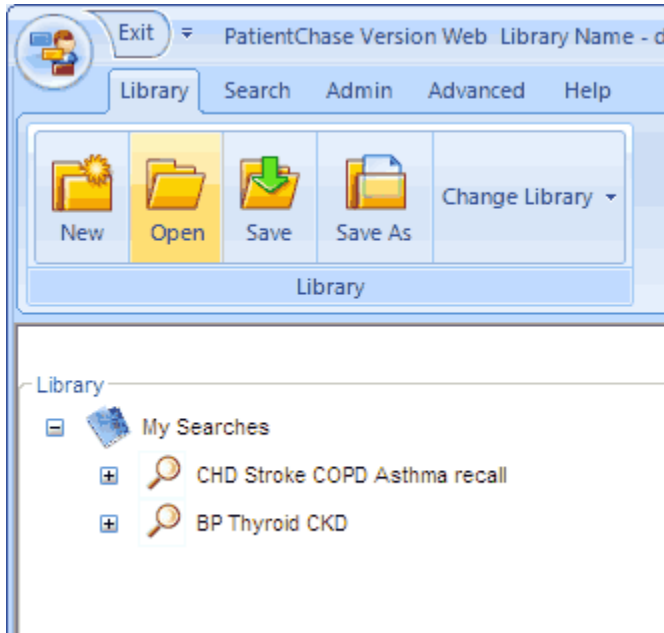 Exit PatientChase Version Web Library Name - d
Library Search Admin Advanced Help
New Open Save Save As Change Library
Library
Library
My Searches
CHD Stroke COPD Asthma recall
BP Thyroid CKD